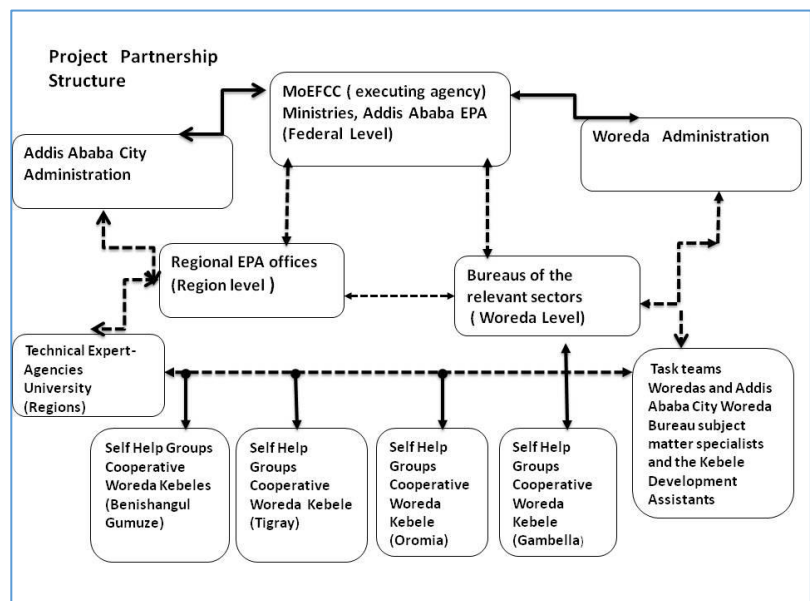 Project Partnership
Structure
MoEFCC ( executing agency)
Ministries, Addis Ababa EPA
(Federal Level)
Addis Ababa City
Administration
Woreda Administration
Regional EPA offices
(Region level )
Bureaus of the
relevant sectors
( Woreda Level)
Technical Expert-
Agencies
University
(Regions)
Task teams
Woredas and Addis
Ababa City Woreda
Bureau subject
matter specialists
and the Kebele
Development
Assistants
Self Help Groups
Cooperative
Woreda Kebeles
(Benishangul
Gumuze)
Self Help
Groups
Cooperative
Woreda Kebele
(Tigray)
Self Help
Groups
Cooperative
Woreda
Kebele
(Oromia)
Self Help
Groups
Cooperative
Woreda
Kebele
(Gambella)